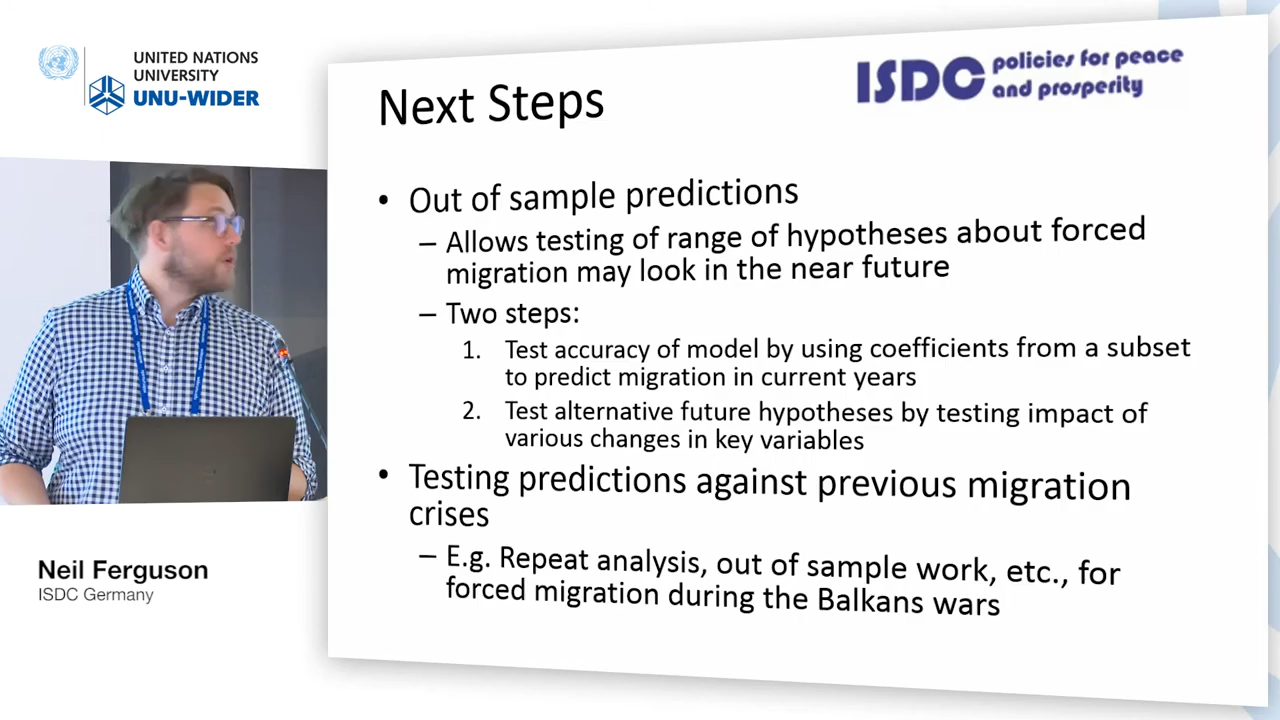 UNITED NATIONS
UNIVERSITY
UNU-WIDER
ISDC policies for peace
and prosperity
Next Steps
• Out of sample predictions
– Allows testing of range of hypotheses about forced
migration may look in the near future
– Two steps:
1. Test accuracy of model by using coefficients from a subset
to predict migration in current years
2. Test alternative future hypotheses by testing impact of
various changes in key variables
• Testing predictions against previous migration
crises
– E.g. Repeat analysis, out of sample work, etc., for
forced migration during the Balkans wars
Neil Ferguson
ISDC Germany